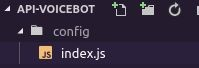 API-VOICEBOT
config
JS index.js